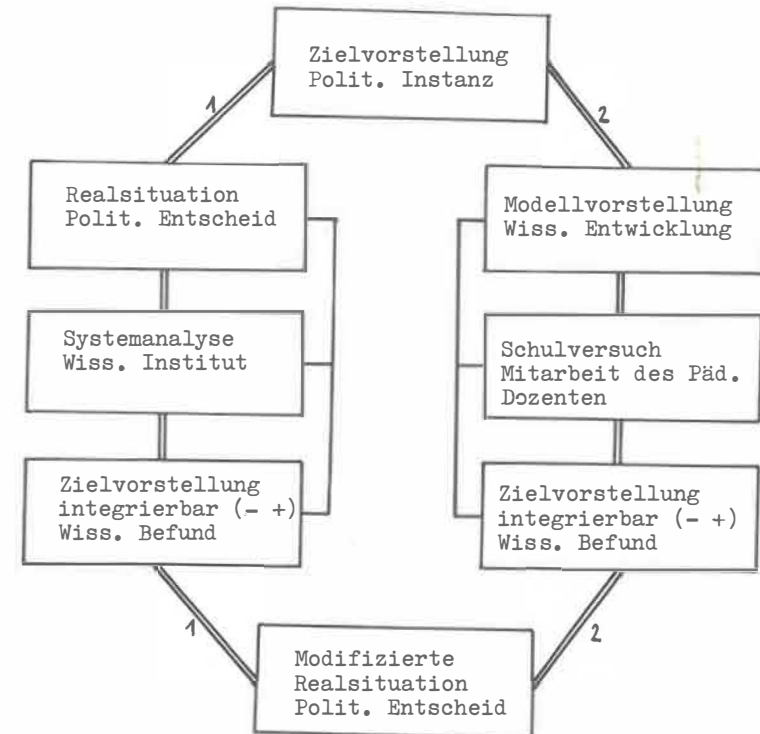 Zielvorstellung
Polit. Instanz
1
2
Realsituation
Polit. Entscheid
Modellvorstellung
Wiss. Entwicklung
Systemanalyse
Wiss. Institut
Schulversuch
Mitarbeit des Päd.
Dozenten
Zielvorstellung
integrierbar (- +)
Wiss. Befund
Zielvorstellung
integrierbar (- +)
Wiss. Befund
1
2
Modifizierte
Realsituation
Polit. Entscheid